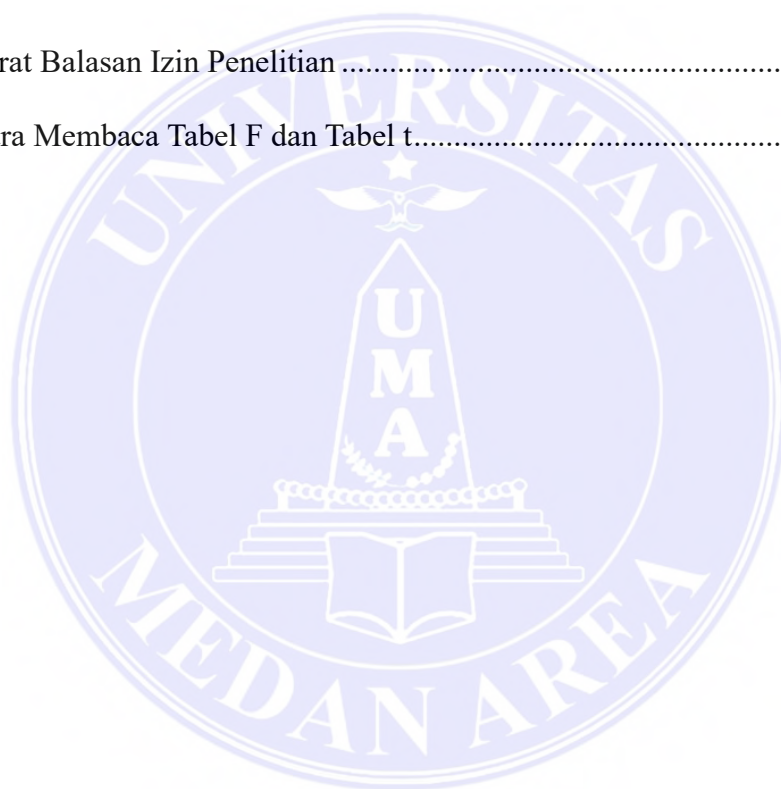 rat Balasan Izin Penelitian ........................................................
ra Membaca Tabel F dan Tabel t...............................................
UNIVERSITAS
UMA
MEDAN AREA